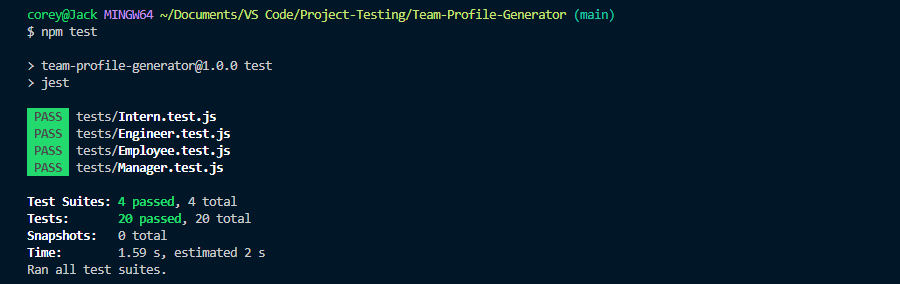 corey@Jack MINGW64 ~/Documents/VS Code/Project-Testing/Team-Profile-Generator (main)
$ npm test
> team-profile-generator@1.0.0 test
> jest
PASS tests/Intern.test.js
PASS tests/Engineer.test.js
PASS tests/Employee.test.js
PASS tests/Manager.test.js
Test Suites: 4 passed, 4 total
Tests: 20 passed, 20 total
Snapshots: 0 total
Time: 1.59 s, estimated 2 s
Ran all test suites.